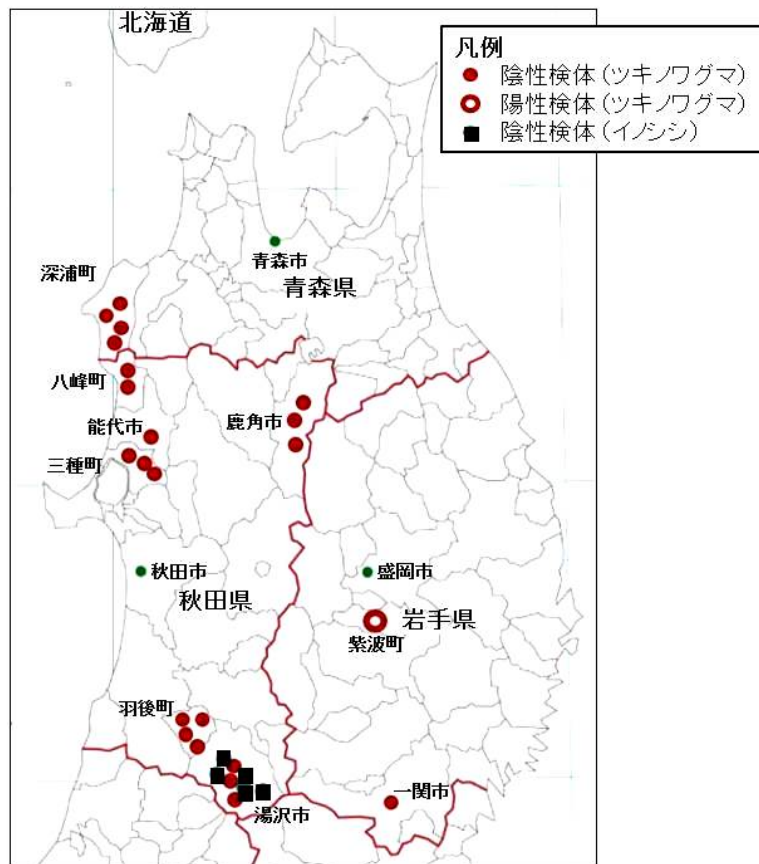 北海道
凡例
陰性検体(ツキノワグマ)
陽性検体(ツキノワグマ)
陰性検体(イノシシ)
青森市
深浦町
青森県
八峰町
能代市
鹿角市
三種町
秋田市
盛岡市
秋田県
岩手県
紫波町
羽後町
一関市
湯沢市